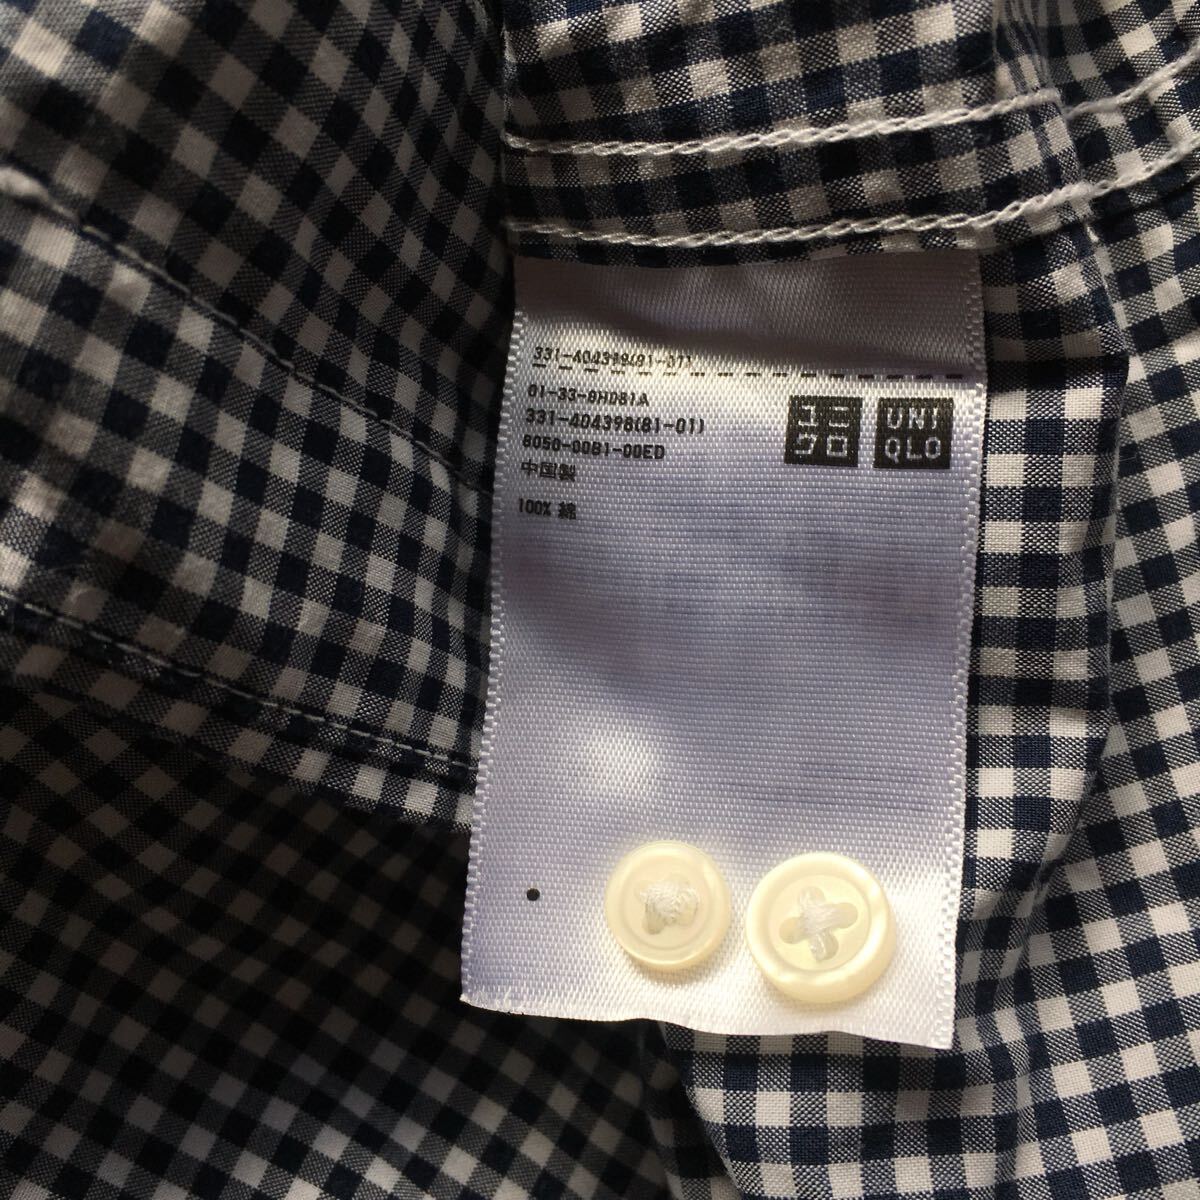 331-404398(81-01)
01-33-8HD81A
331-404398(81-01)
8050-00B1-00ED
中国製
100% 綿
ユニ
クロ
UNI
QLO